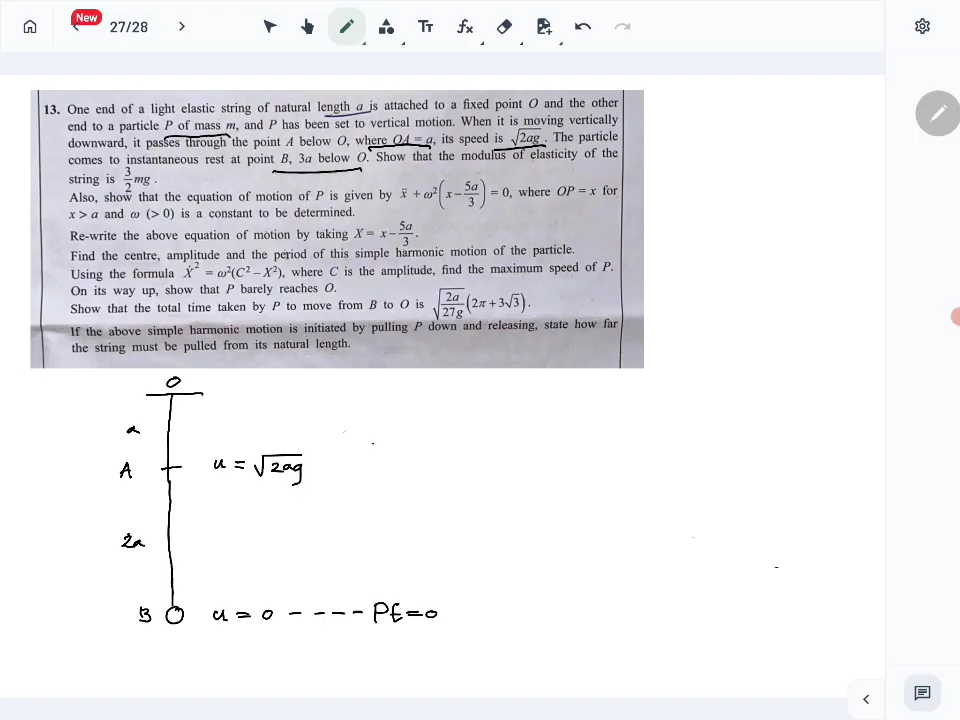 New
27/28
Tт
fx
13. One end of a light elastic string of natural length a is attached to a fixed point O and the other
end to a particle P of mass m, and P has been set to vertical motion. When it is moving vertically
downward, it passes through the point A below O, where OA = a, its speed is √2ag. The particle
comes to instantaneous rest at point B, 3a below O. Show that the modulus of elasticity of the
string is 3/2 mg.
Also, show that the equation of motion of P is given by ẍ + ω²(x − 5a/3) = 0, where OP = x for
x > a and ω (> 0) is a constant to be determined.
Re-write the above equation of motion by taking X = x − 5a/3.
Find the centre, amplitude and the period of this simple harmonic motion of the particle.
Using the formula Ẋ² = ω²(C² − X²), where C is the amplitude, find the maximum speed of P.
On its way up, show that P barely reaches O.
Show that the total time taken by P to move from B to O is √(2a/27g) (2π + 3√3).
If the above simple harmonic motion is initiated by pulling P down and releasing, state how far
the string must be pulled from its natural length.
O
a
A u = √2ag
2a
B u = 0 - - - - PE = 0